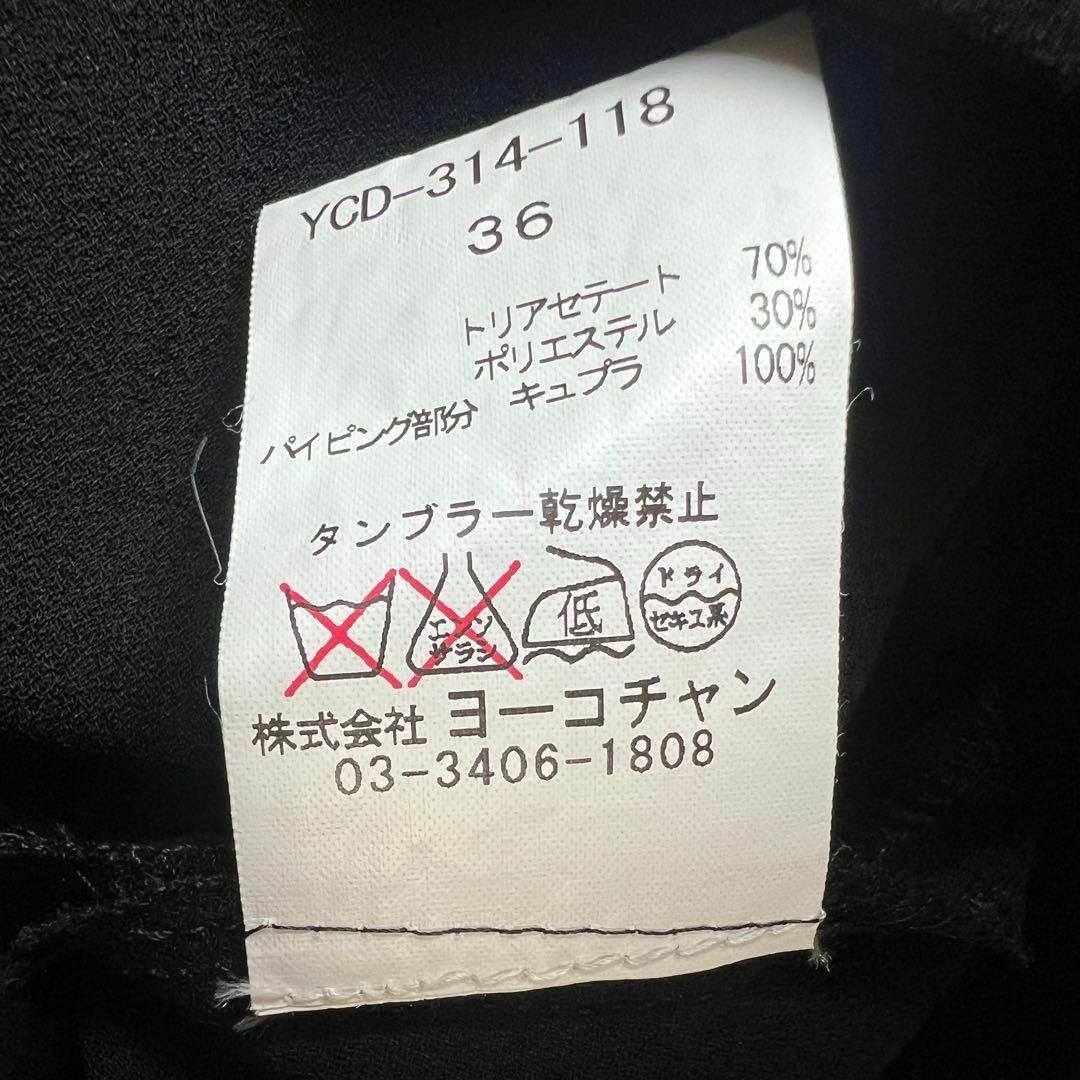 YCD-314-118
36
トリアセテート 70%
ポリエステル 30%
パイピング部分 キュプラ 100%
タンブラー乾燥禁止
エンソ
サラシ
低
ドライ
セキユ系
株式会社 ヨーコチャン
03-3406-1808